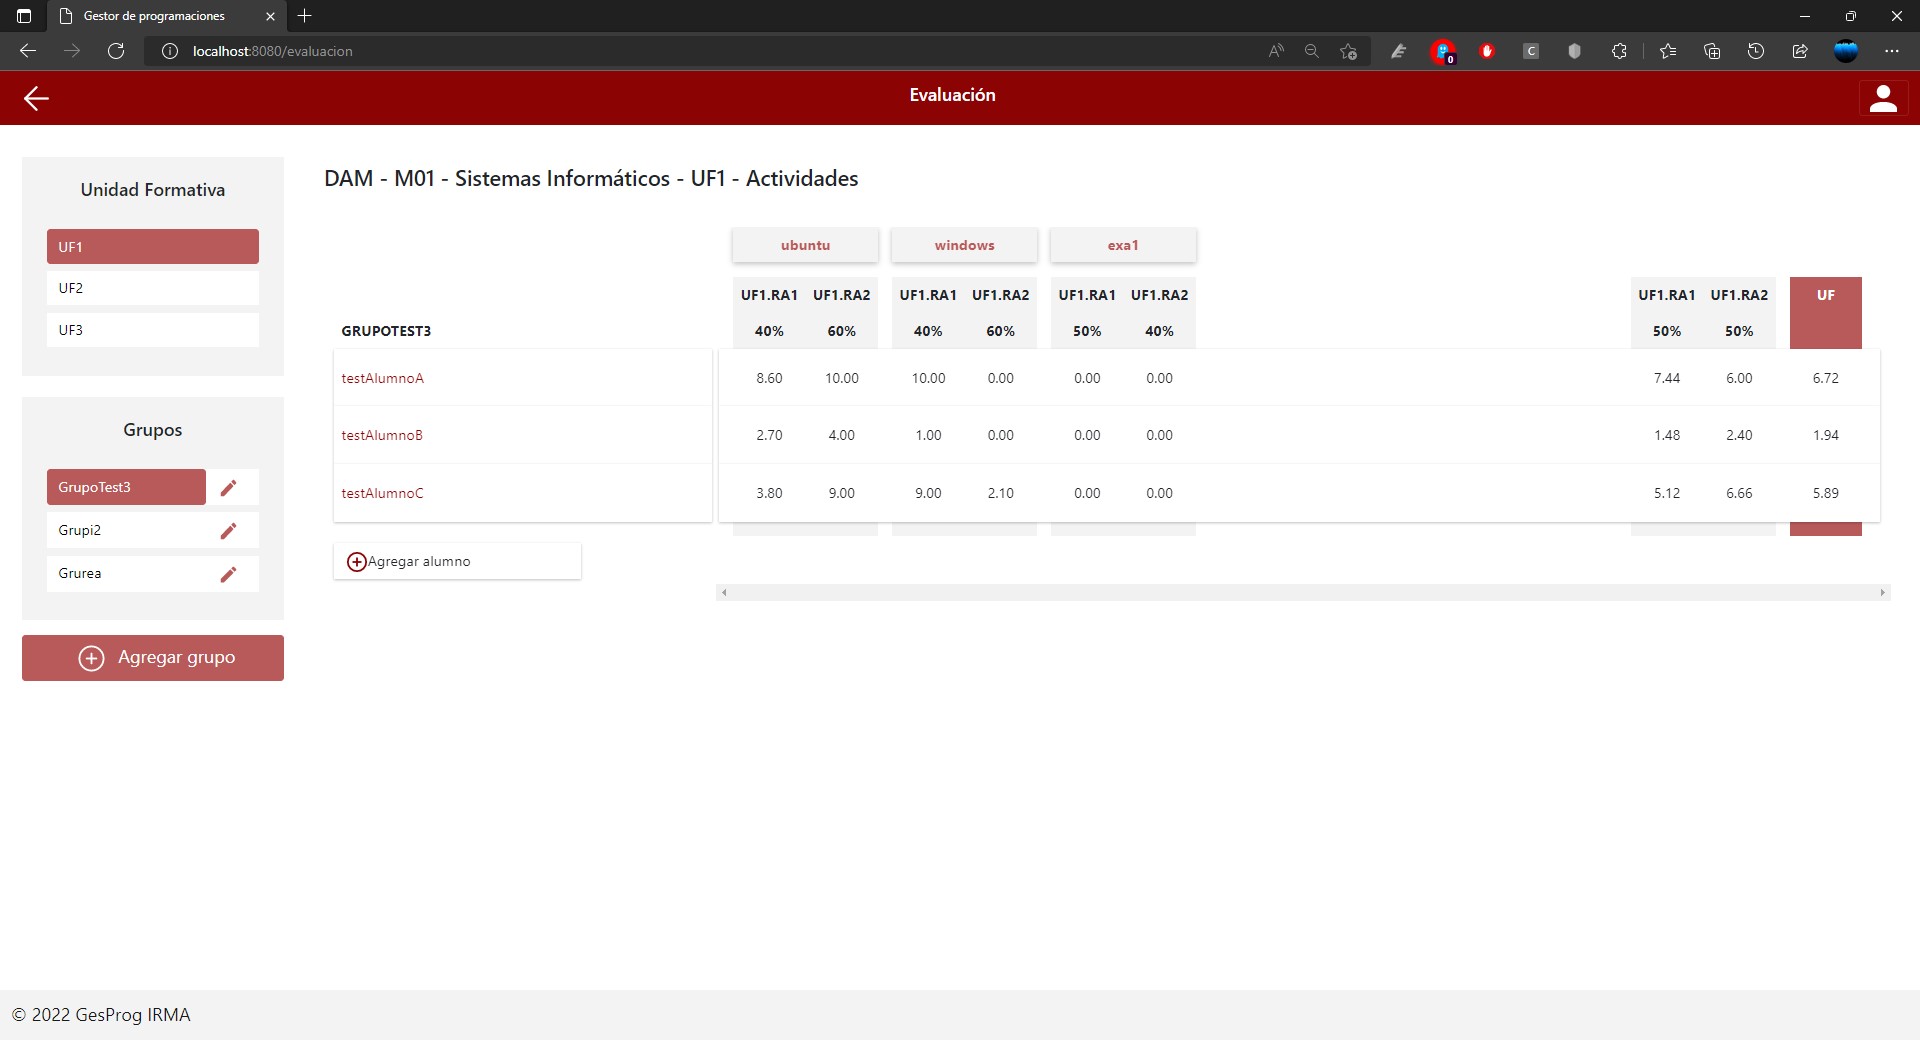 Gestor de programaciones
localhost:8080/evaluacion
A
0
C
Evaluación
Unidad Formativa
UF1
UF2
UF3
Grupos
GrupoTest3
Grupi2
Grurea
Agregar grupo
DAM - M01 - Sistemas Informáticos - UF1 - Actividades
ubuntu windows exa1
UF1.RA1 UF1.RA2 UF1.RA1 UF1.RA2 UF1.RA1 UF1.RA2 UF1.RA1 UF1.RA2 UF
GRUPOTEST3 40% 60% 40% 60% 50% 40% 50% 50%
testAlumnoA 8.60 10.00 10.00 0.00 0.00 0.00 7.44 6.00 6.72
testAlumnoB 2.70 4.00 1.00 0.00 0.00 0.00 1.48 2.40 1.94
testAlumnoC 3.80 9.00 9.00 2.10 0.00 0.00 5.12 6.66 5.89
Agregar alumno
© 2022 GesProg IRMA